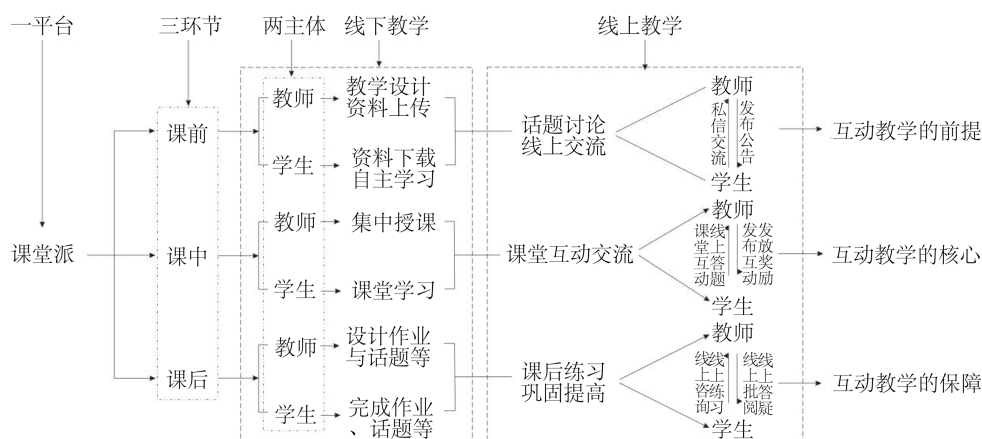 一平台
三环节
两主体
线下教学
线上教学
课堂派
课前
教师
教学设计
资料上传
学生
资料下载
自主学习
话题讨论
线上交流
教师
私信交流
发布公告
学生
互动教学的前提
课中
教师
集中授课
学生
课堂学习
课堂互动交流
教师
课堂互动
线上答题
发布互动
发放奖励
学生
互动教学的核心
课后
教师
设计作业
与话题等
学生
完成作业
、话题等
课后练习
巩固提高
教师
线上咨询
线上练习
线上批阅
线上答疑
学生
互动教学的保障